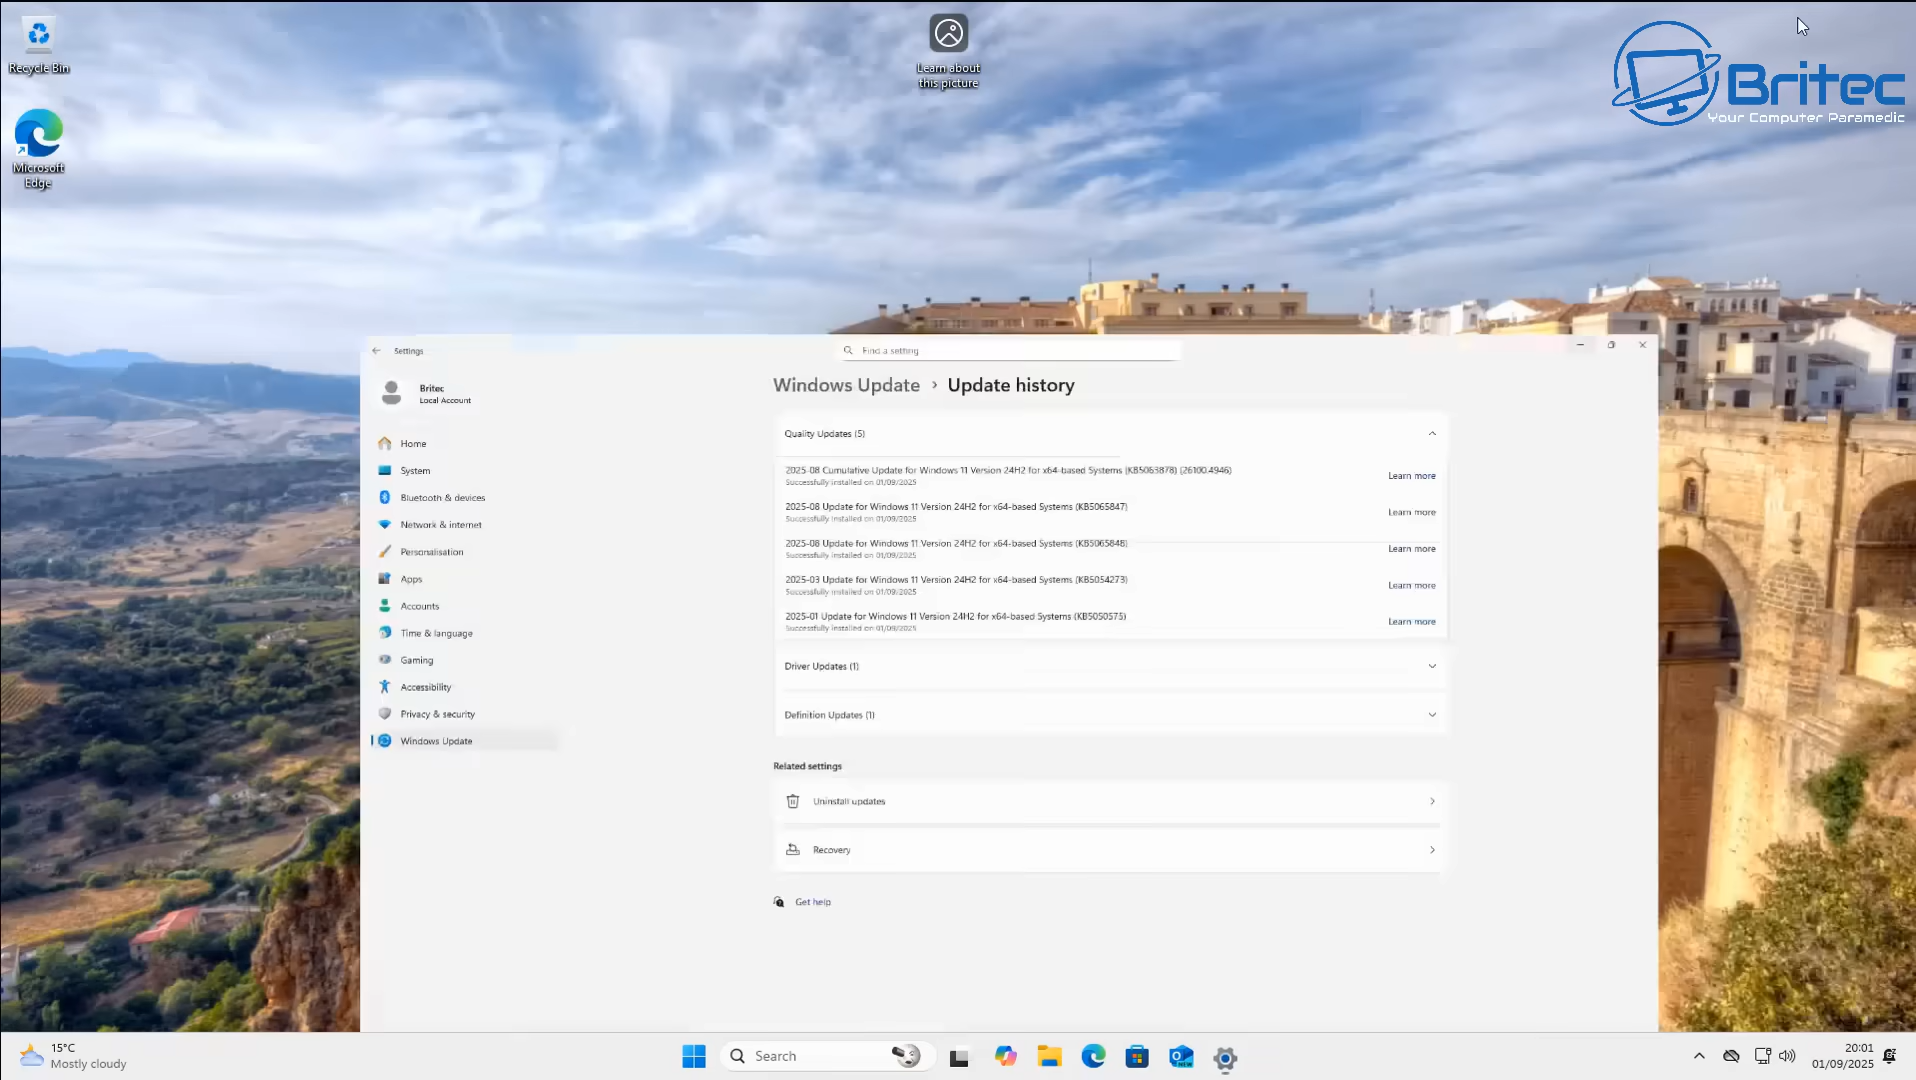 Recycle Bin
Microsoft
Edge
Learn about
this picture
Britec
Your Computer Paramedic
Settings
Find a setting
Britec
Local Account
Home
System
Bluetooth & devices
Network & internet
Personalisation
Apps
Accounts
Time & language
Gaming
Accessibility
Privacy & security
Windows Update
Windows Update › Update history
Quality Updates (5)
2025-08 Cumulative Update for Windows 11 Version 24H2 for x64-based Systems (KB5063878) (26100.4946)
Successfully installed on 01/09/2025
Learn more
2025-08 Update for Windows 11 Version 24H2 for x64-based Systems (KB5065847)
Successfully installed on 01/09/2025
Learn more
2025-08 Update for Windows 11 Version 24H2 for x64-based Systems (KB5065848)
Successfully installed on 01/09/2025
Learn more
2025-03 Update for Windows 11 Version 24H2 for x64-based Systems (KB5054273)
Successfully installed on 01/09/2025
Learn more
2025-01 Update for Windows 11 Version 24H2 for x64-based Systems (KB5050575)
Successfully installed on 01/09/2025
Learn more
Driver Updates (1)
Definition Updates (1)
Related settings
Uninstall updates
Recovery
Get help
15°C
Mostly cloudy
Search
20:01
01/09/2025